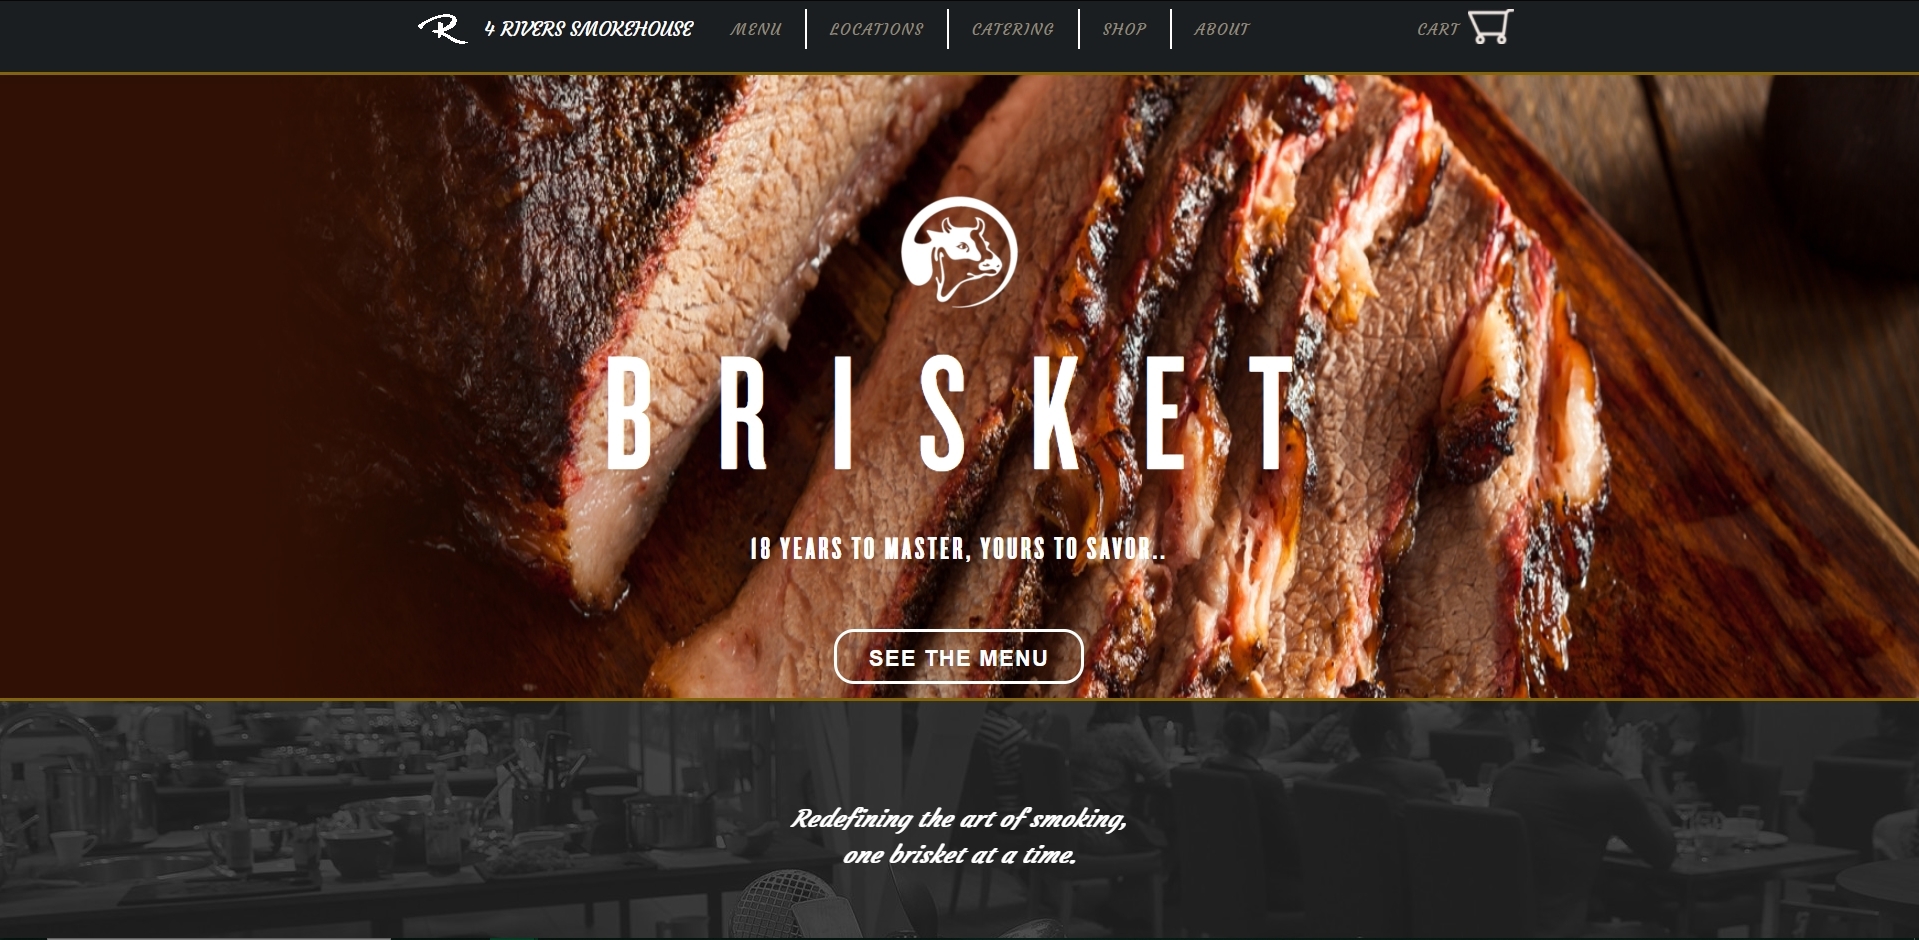 R 4 RIVERS SMOKEHOUSE MENU LOCATIONS CATERING SHOP ABOUT CART
BRISKET
18 YEARS TO MASTER, YOURS TO SAVOR..
SEE THE MENU
Redefining the art of smoking,
one brisket at a time.